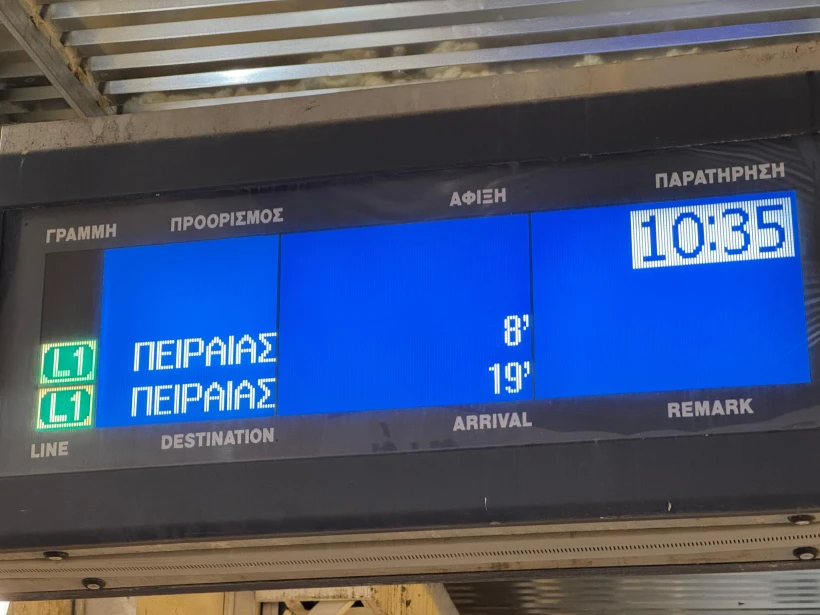 ΓΡΑΜΜΗ ΠΡΟΟΡΙΣΜΟΣ ΑΦΙΞΗ ΠΑΡΑΤΗΡΗΣΗ
10:35
L1 ΠΕΙΡΑΙΑΣ 8'
L1 ΠΕΙΡΑΙΑΣ 19'
LINE DESTINATION ARRIVAL REMARK